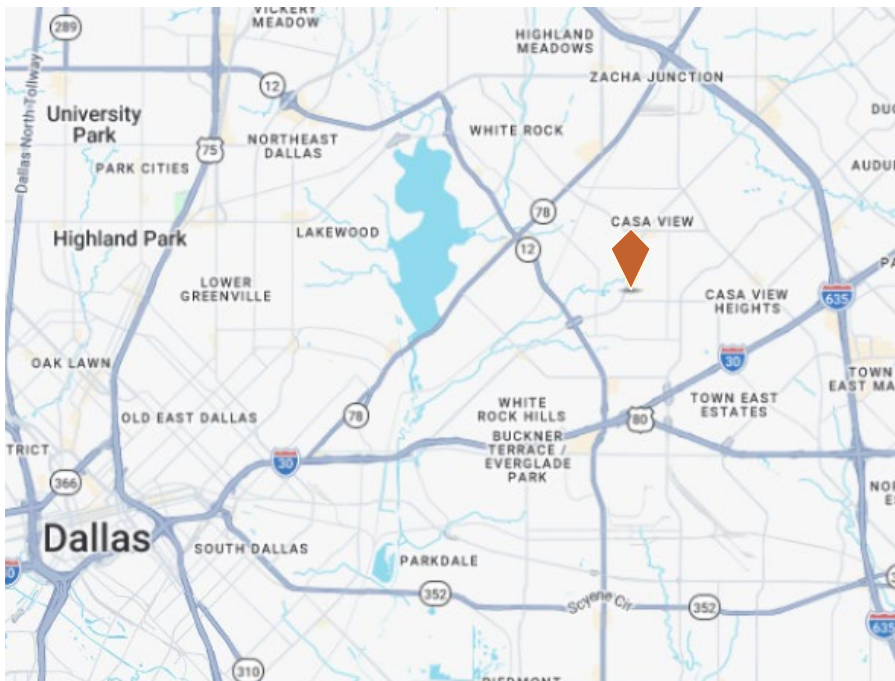 VICKERY
MEADOW
289
HIGHLAND
MEADOWS
ZACHA JUNCTION
12
University
Park
Dallas North Tollway
NORTHEAST
DALLAS
WHITE ROCK
75
PARK CITIES
78
CASA VIEW
LAKEWOOD
Highland Park
12
LOWER
GREENVILLE
CASA VIEW
HEIGHTS
635
30
OAK LAWN
TOWN
EAST MA
TOWN EAST
ESTATES
OLD EAST DALLAS
78
WHITE
ROCK HILLS
80
BUCKNER
TERRACE /
EVERGLADE
PARK
TRICT
30
366
Dallas
SOUTH DALLAS
PARKDALE
352
Scyene Cir
352
635
310